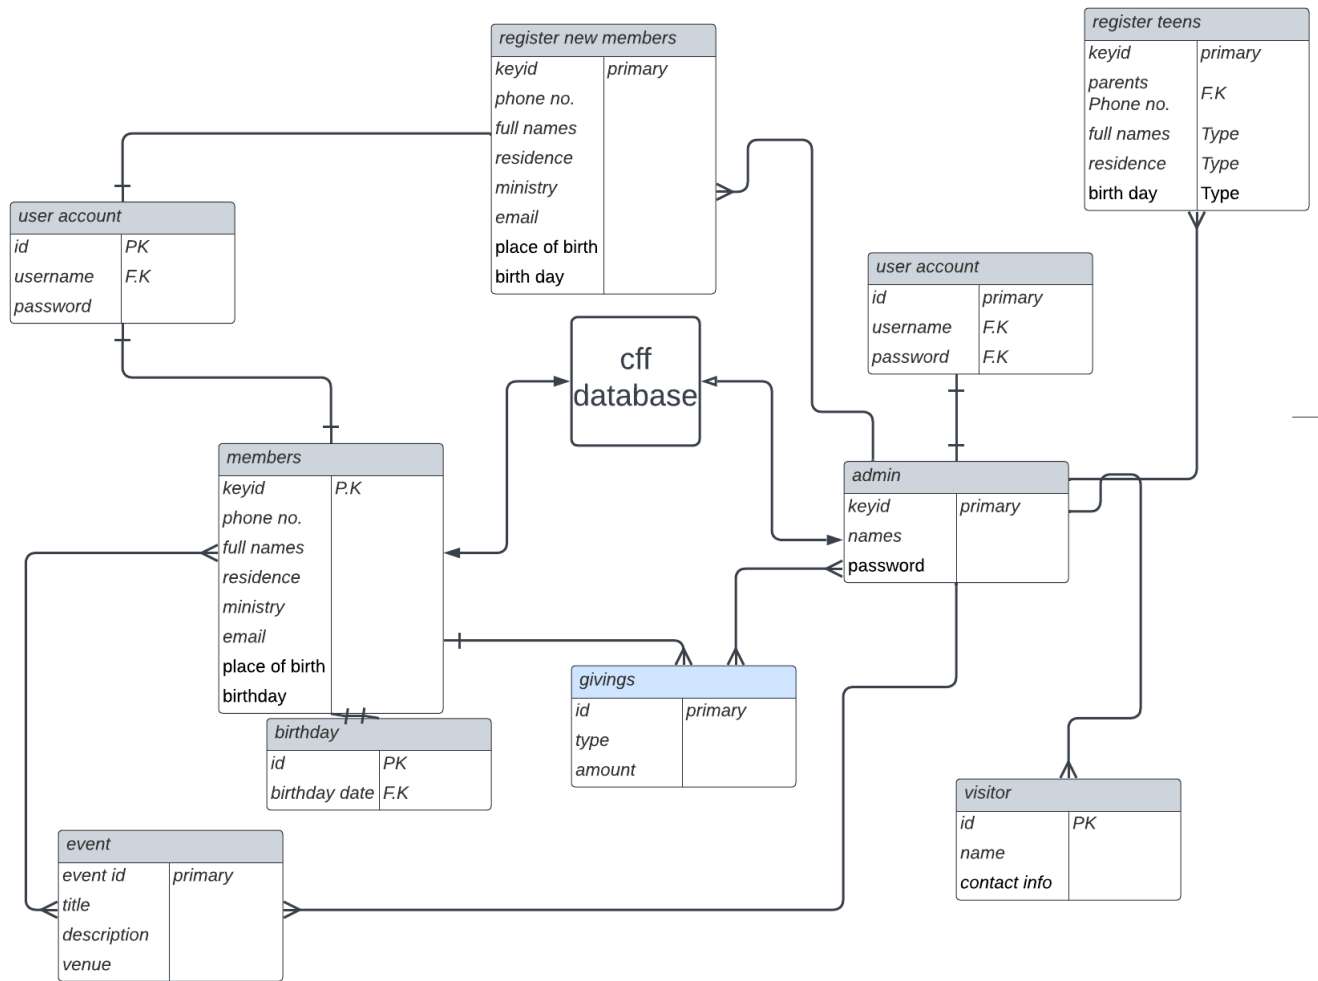 register new members
keyid primary
phone no.
full names
residence
ministry
email
place of birth
birth day
register teens
keyid primary
parents
Phone no. F.K
full names Type
residence Type
birth day Type
user account
id PK
username F.K
password
user account
id primary
username F.K
password F.K
cff
database
members
keyid P.K
phone no.
full names
residence
ministry
email
place of birth
birthday
admin
keyid primary
names
password
givings
id primary
type
amount
birthday
id PK
birthday date F.K
visitor
id PK
name
contact info
event
event id primary
title
description
venue